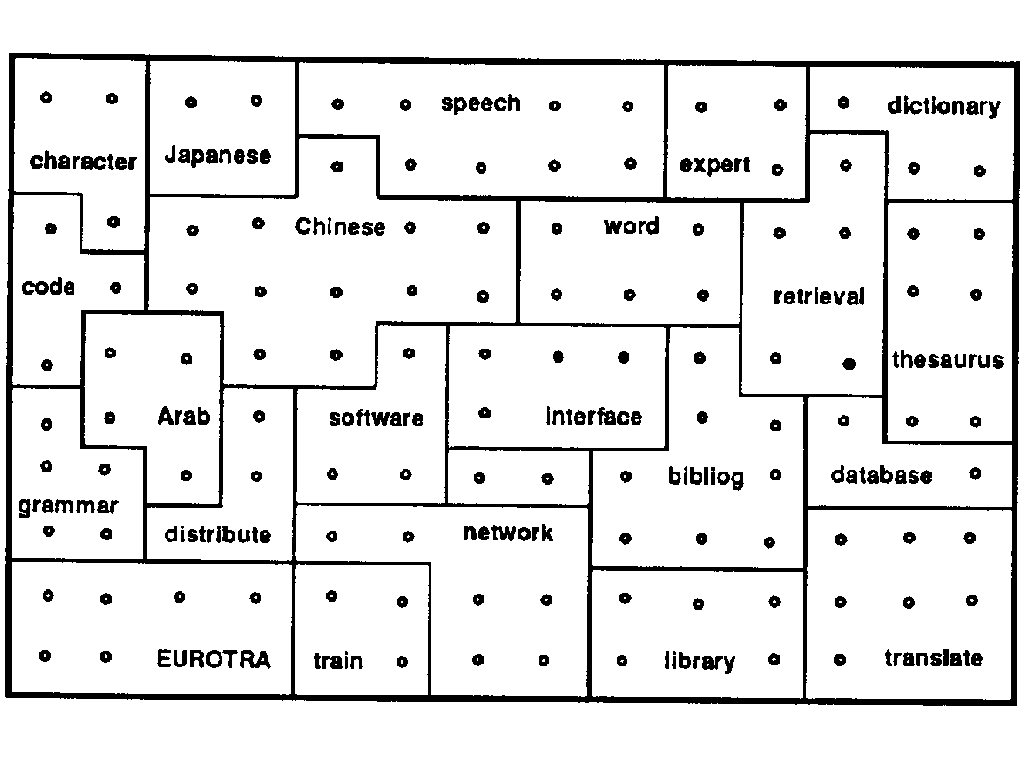 speech
dictionary
character
Japanese
expert
Chinese
word
code
retrieval
thesaurus
Arab
software
interface
grammar
bibliog
database
distribute
network
EUROTRA
train
library
translate